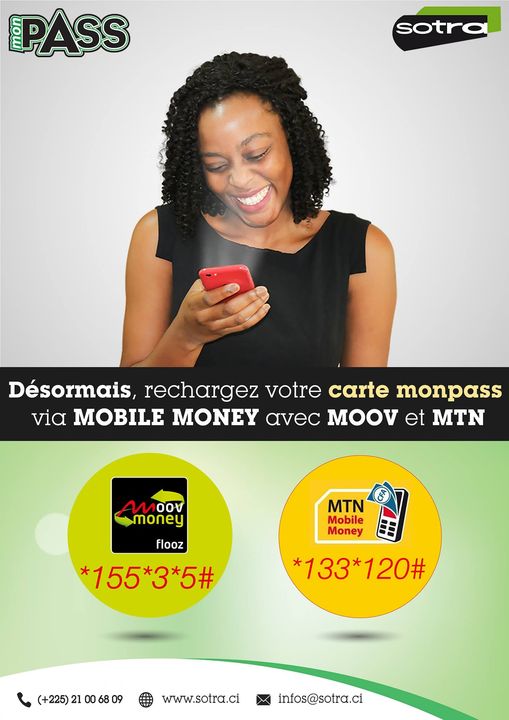 mon PASS
sotra
Désormais, rechargez votre carte monpass
via MOBILE MONEY avec MOOV et MTN
moov
money
flooz
*155*3*5#
MTN
Mobile
Money
CFA
*133*120#
(+225) 21 00 68 09 www.sotra.ci infos@sotra.ci